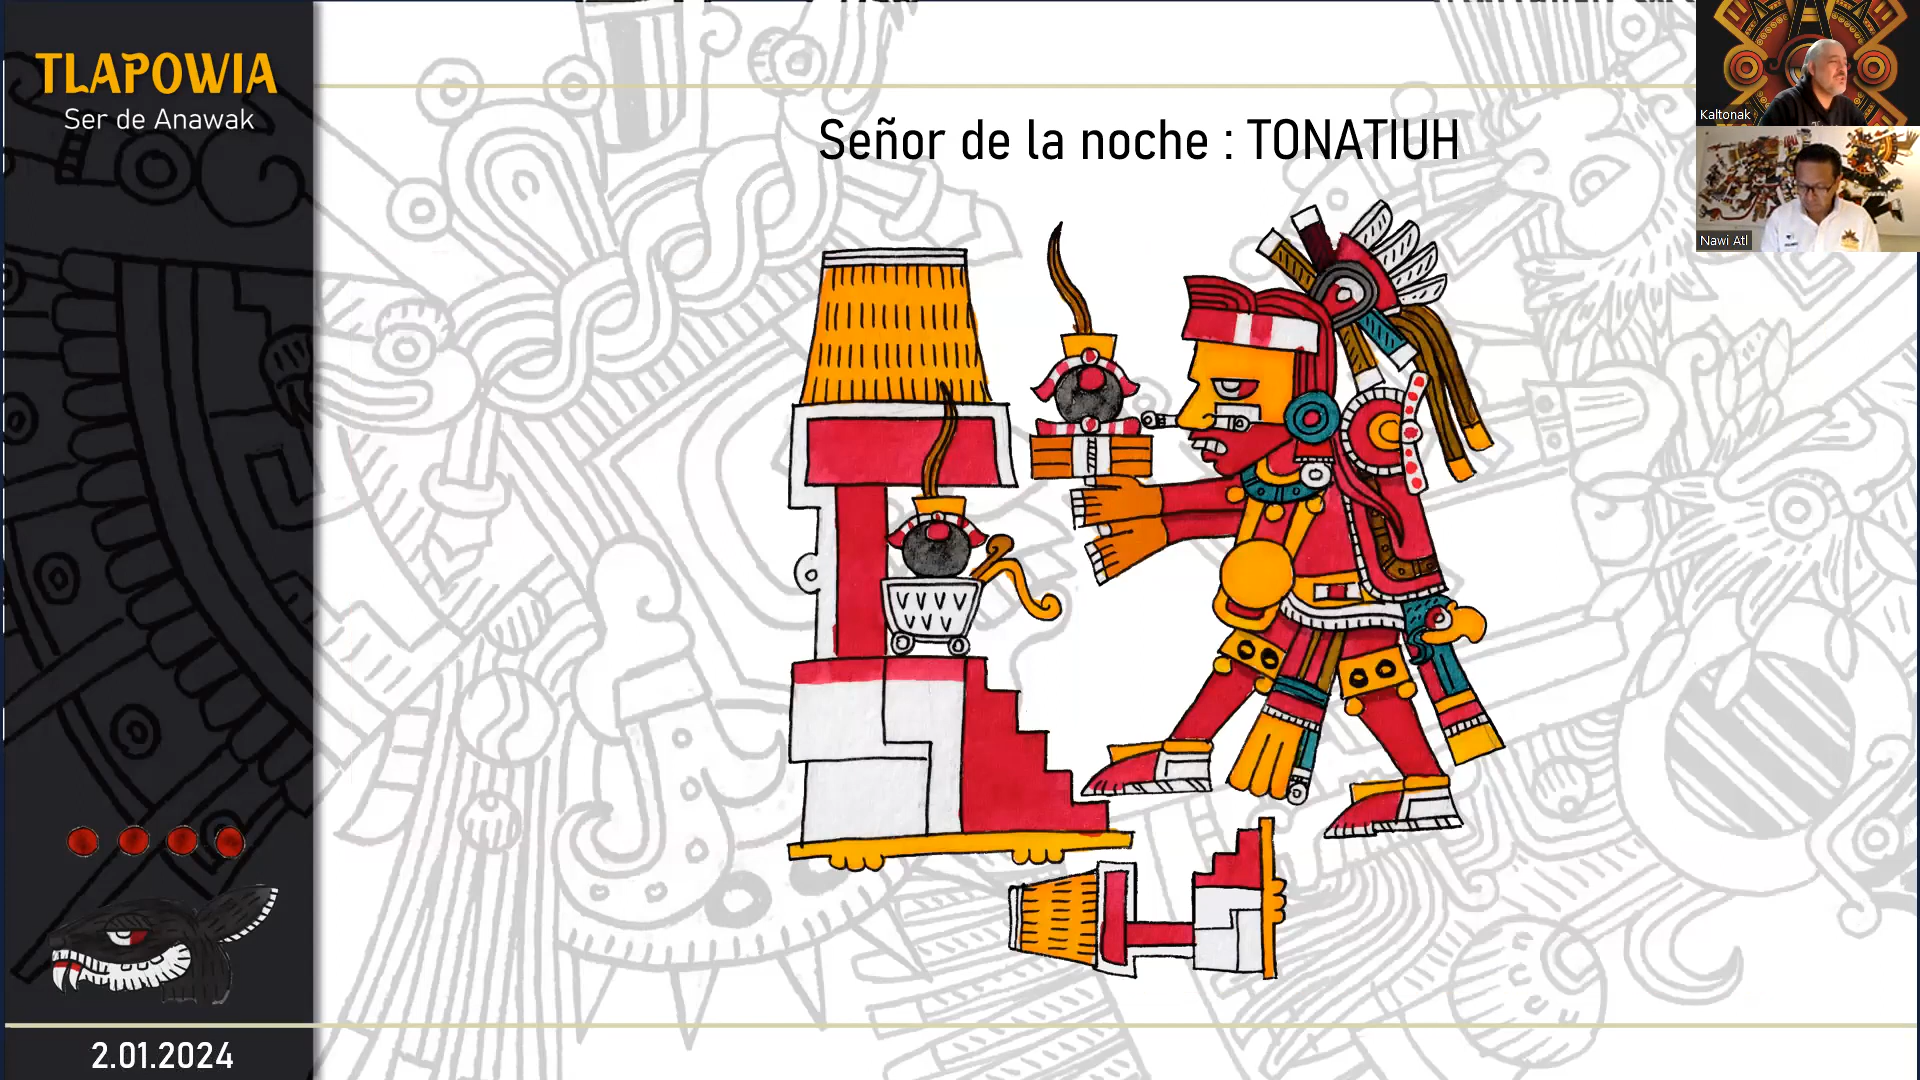 TLAPOWIA
Ser de Anawak
Señor de la noche : TONATIUH
Kaltonak
Nawi Atl
2.01.2024